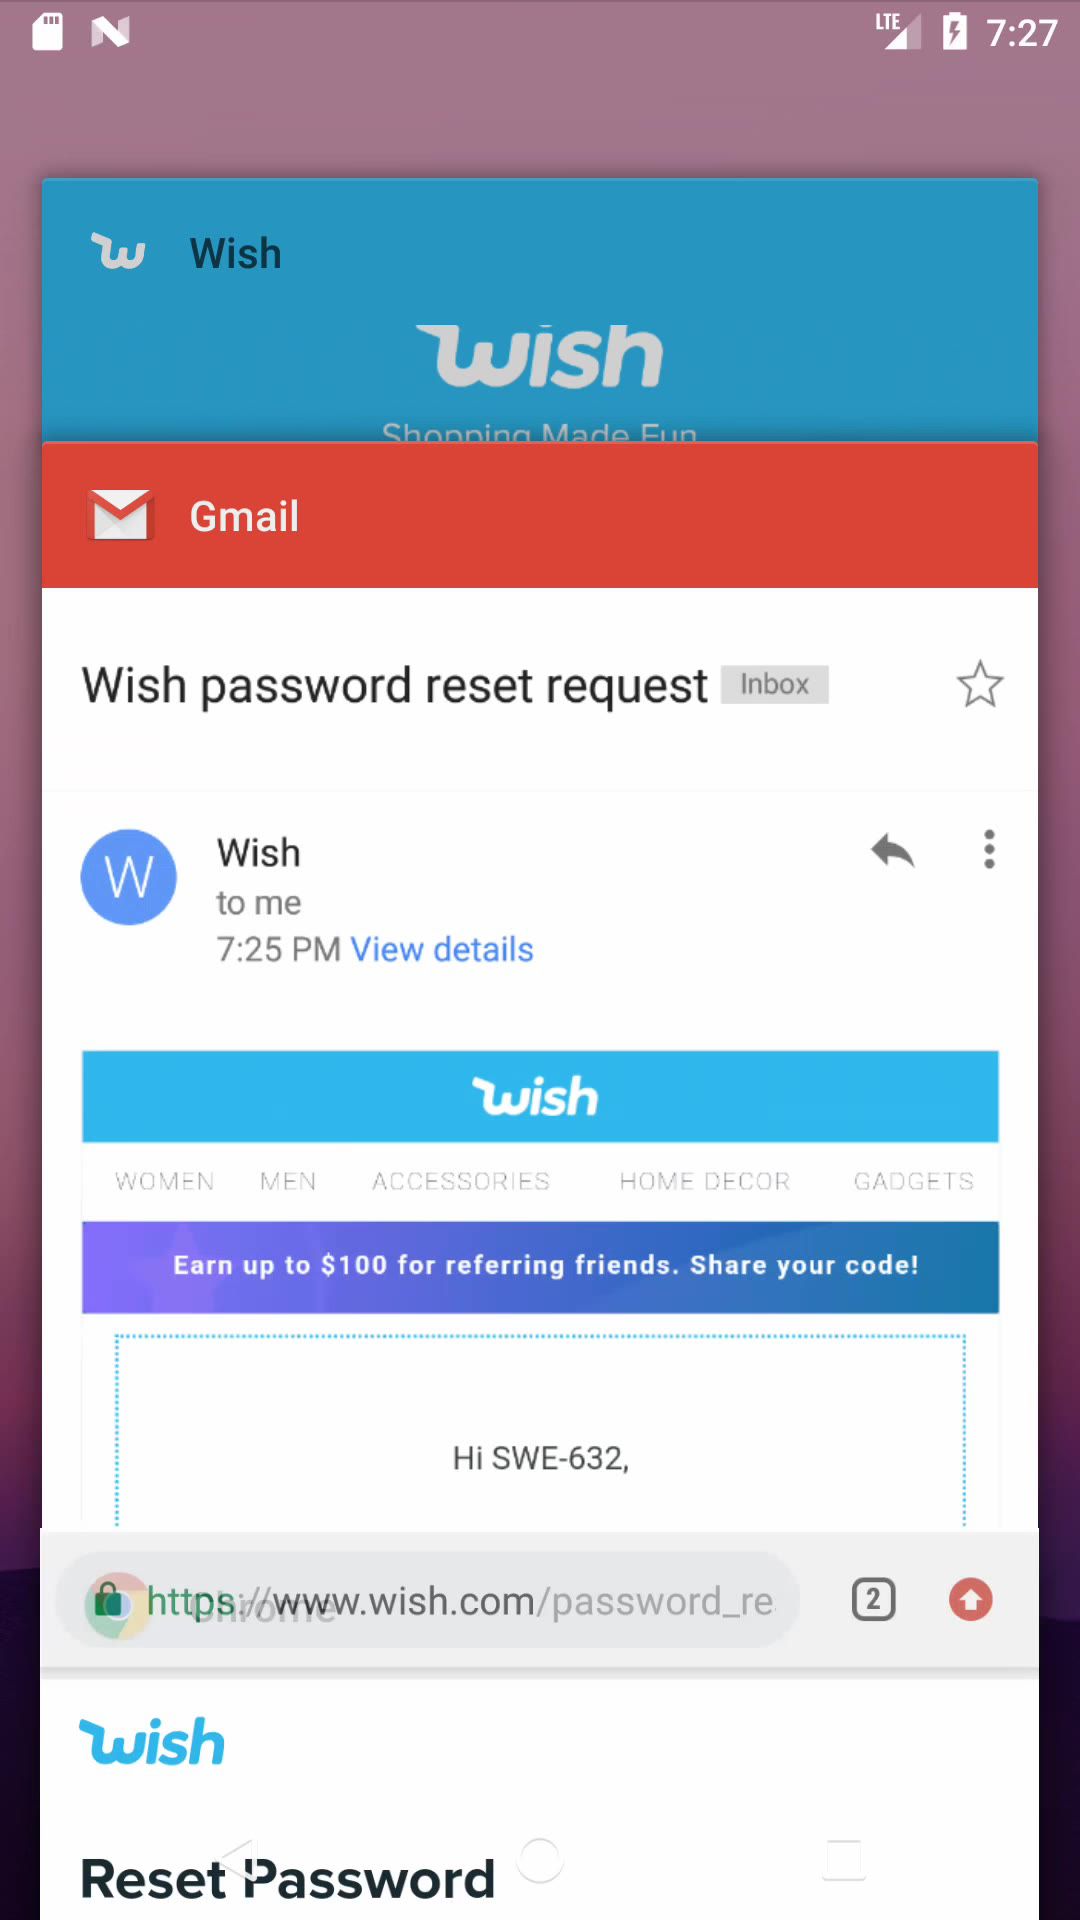 LTE 7:27
Wish
wish
Shopping Made Fun
Gmail
Wish password reset request Inbox
W Wish
to me
7:25 PM View details
wish
WOMEN MEN ACCESSORIES HOME DECOR GADGETS
Earn up to $100 for referring friends. Share your code!
Hi SWE-632,
Chrome
https://www.wish.com/password_re 2
wish
Reset Password